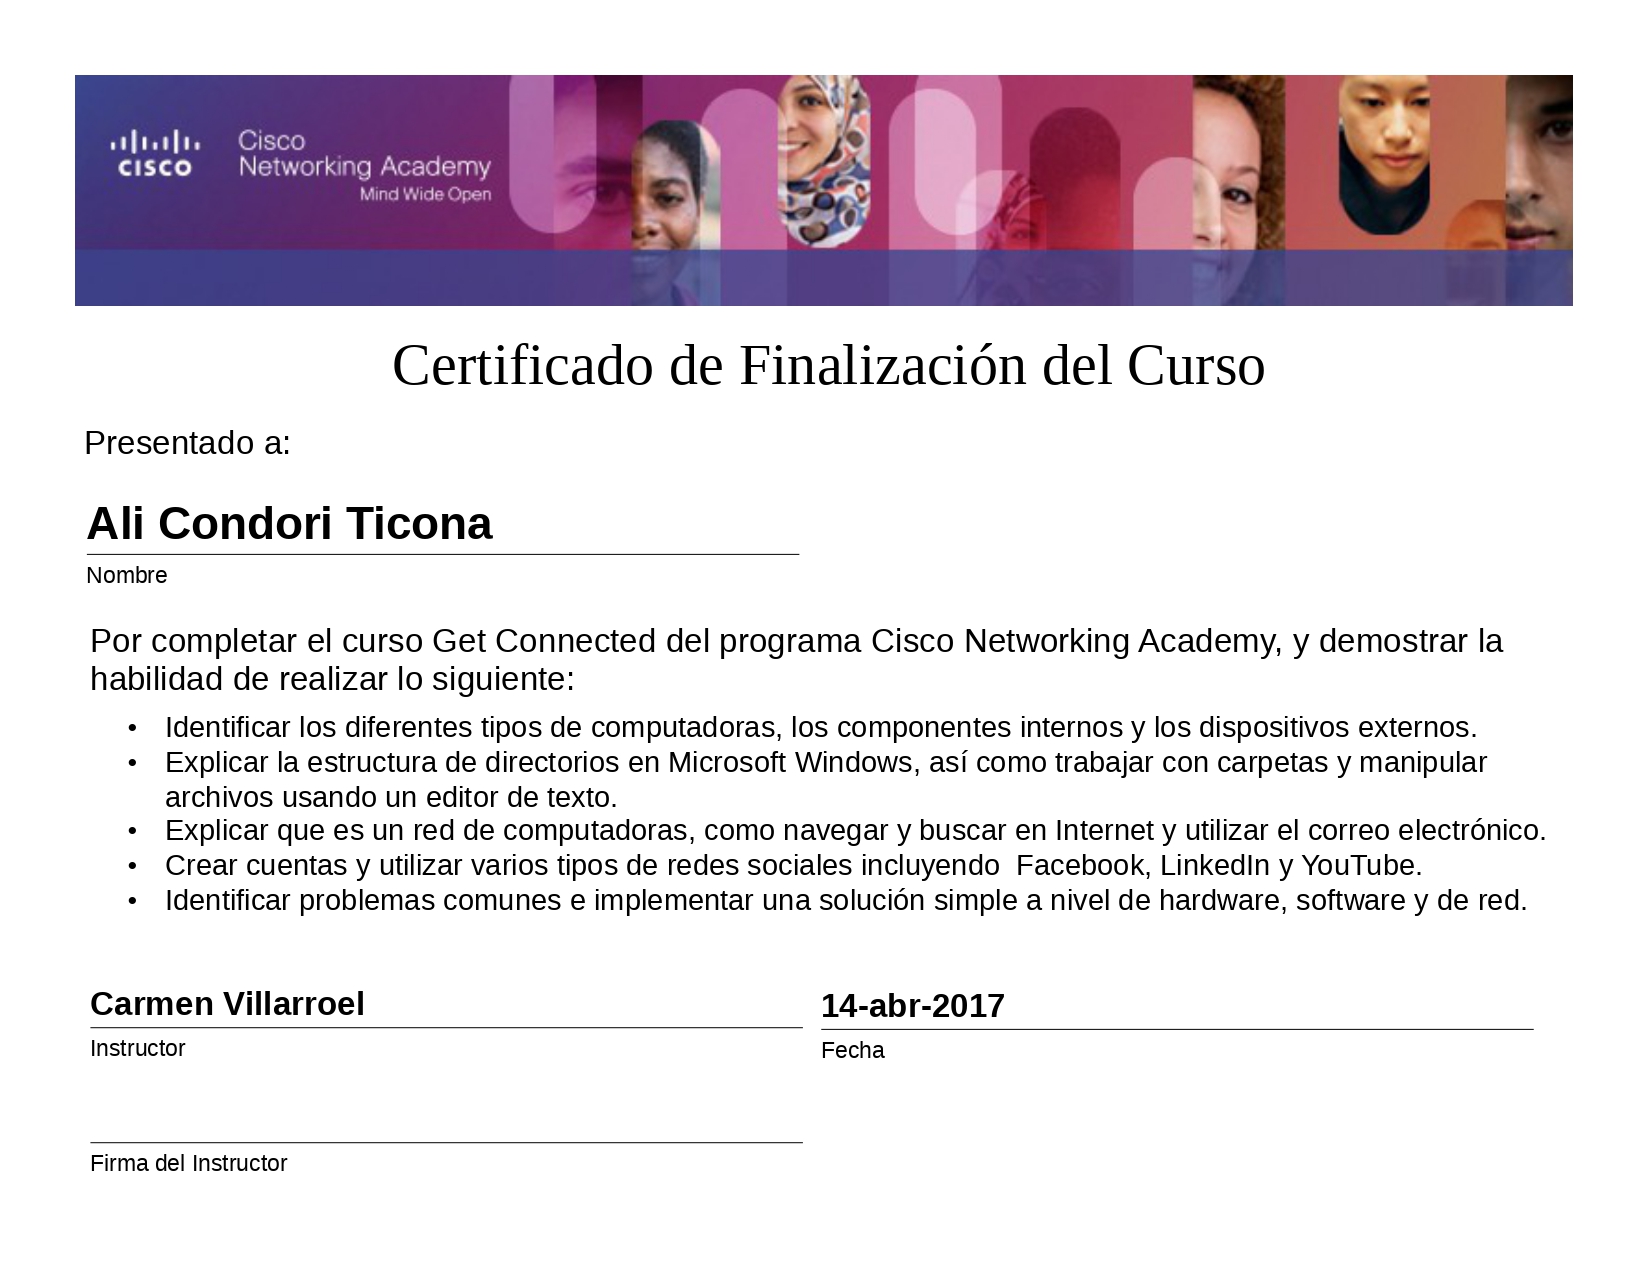 CISCO
Cisco
Networking Academy
Mind Wide Open
Certificado de Finalización del Curso
Presentado a:
Ali Condori Ticona
Nombre
Por completar el curso Get Connected del programa Cisco Networking Academy, y demostrar la
habilidad de realizar lo siguiente:
• Identificar los diferentes tipos de computadoras, los componentes internos y los dispositivos externos.
• Explicar la estructura de directorios en Microsoft Windows, así como trabajar con carpetas y manipular
archivos usando un editor de texto.
• Explicar que es un red de computadoras, como navegar y buscar en Internet y utilizar el correo electrónico.
• Crear cuentas y utilizar varios tipos de redes sociales incluyendo  Facebook, LinkedIn y YouTube.
• Identificar problemas comunes e implementar una solución simple a nivel de hardware, software y de red.
Carmen Villarroel
Instructor
14-abr-2017
Fecha
Firma del Instructor